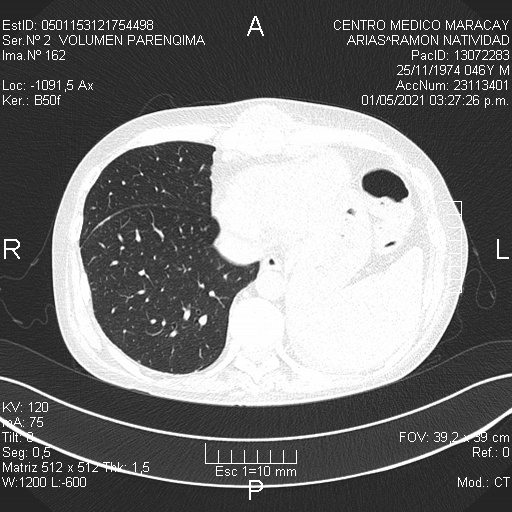 EstID: 0501153121754498
Ser.Nº 2 VOLUMEN PARENQIMA
Ima.Nº 162
Loc: -1091,5 Ax
Ker.: B50f
A
CENTRO MEDICO MARACAY
ARIAS^RAMON NATIVIDAD
PacID: 13072283
25/11/1974 046Y M
AccNum: 23113401
01/05/2021 03:27:26 p.m.
R
L
KV: 120
mA: 75
Tilt: 0
Seg: 0,5
Matriz 512 x 512 Thk: 1,5
W:1200 L:-600
Esc 1=10 mm
P
FOV: 39,2 x 39 cm
Ref.: 0
Mod.: CT